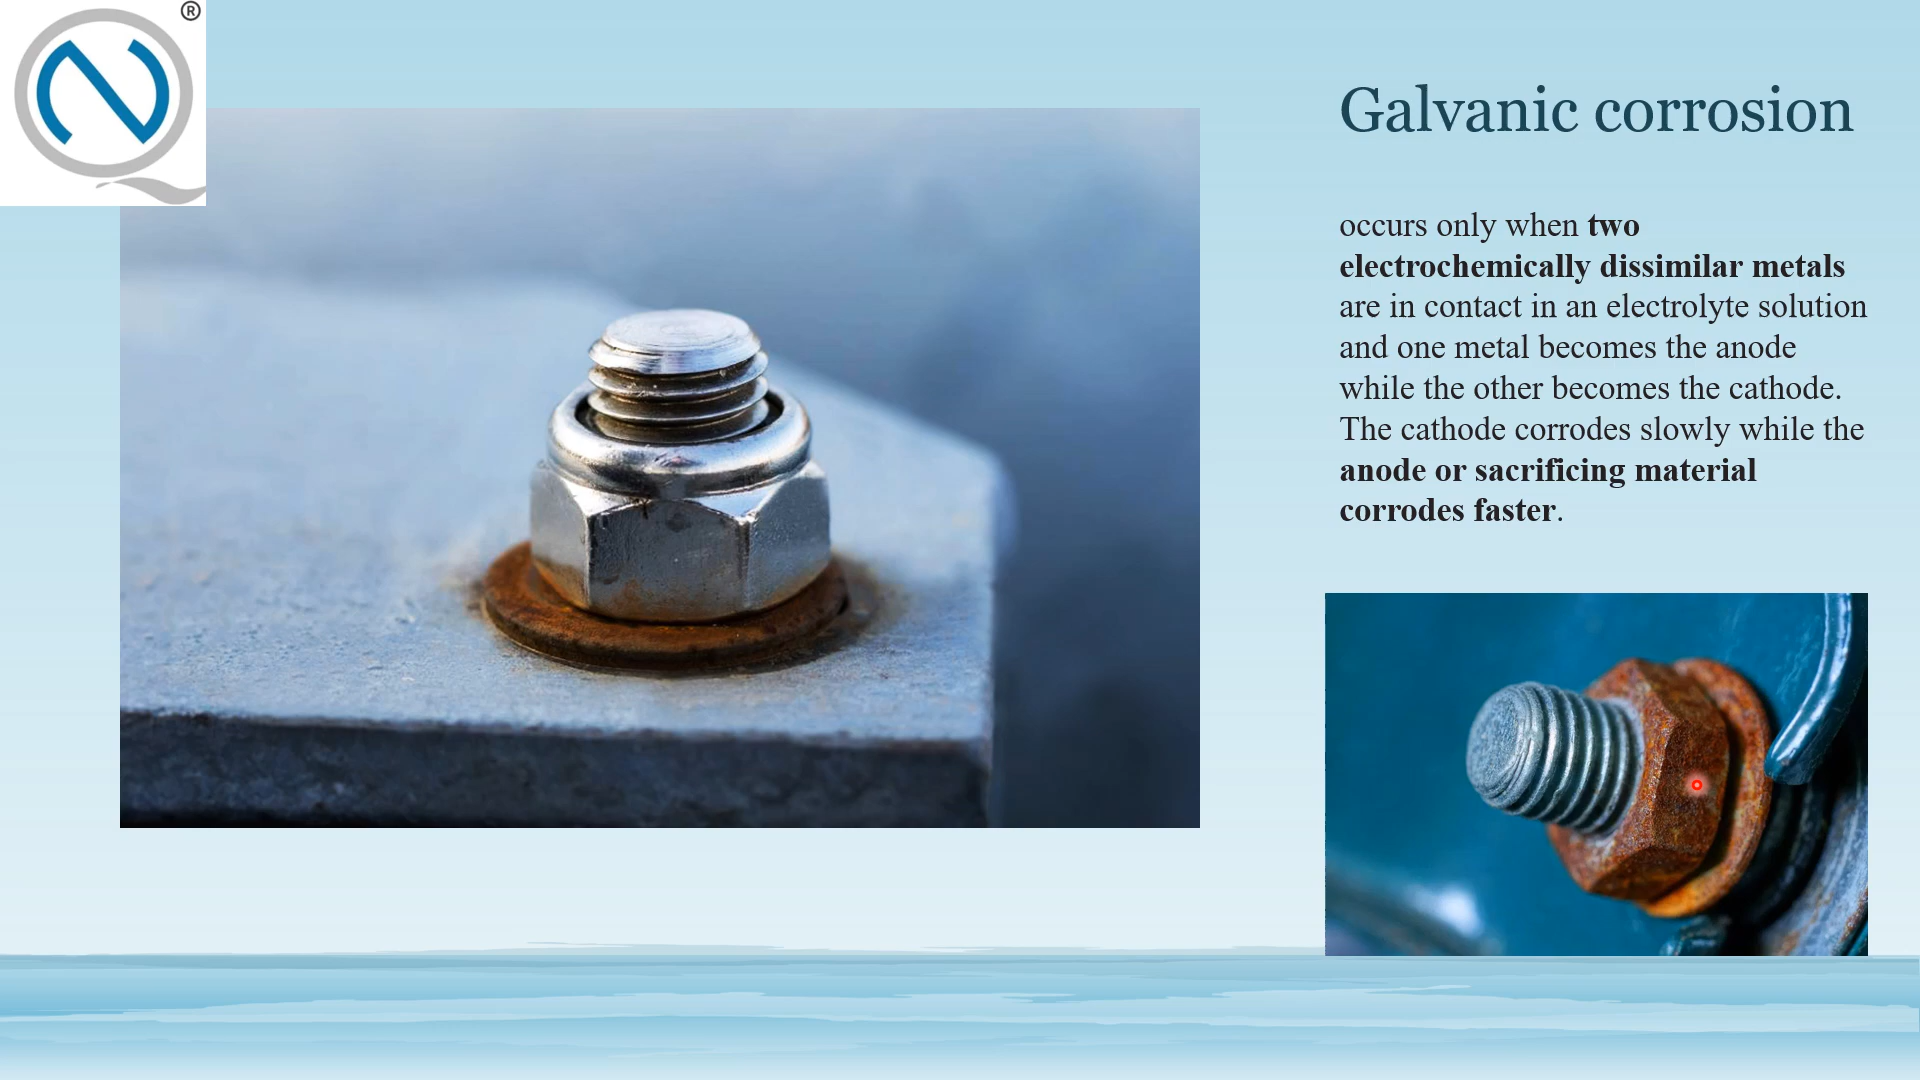 ®
Galvanic corrosion
occurs only when two
electrochemically dissimilar metals
are in contact in an electrolyte solution
and one metal becomes the anode
while the other becomes the cathode.
The cathode corrodes slowly while the
anode or sacrificing material
corrodes faster.